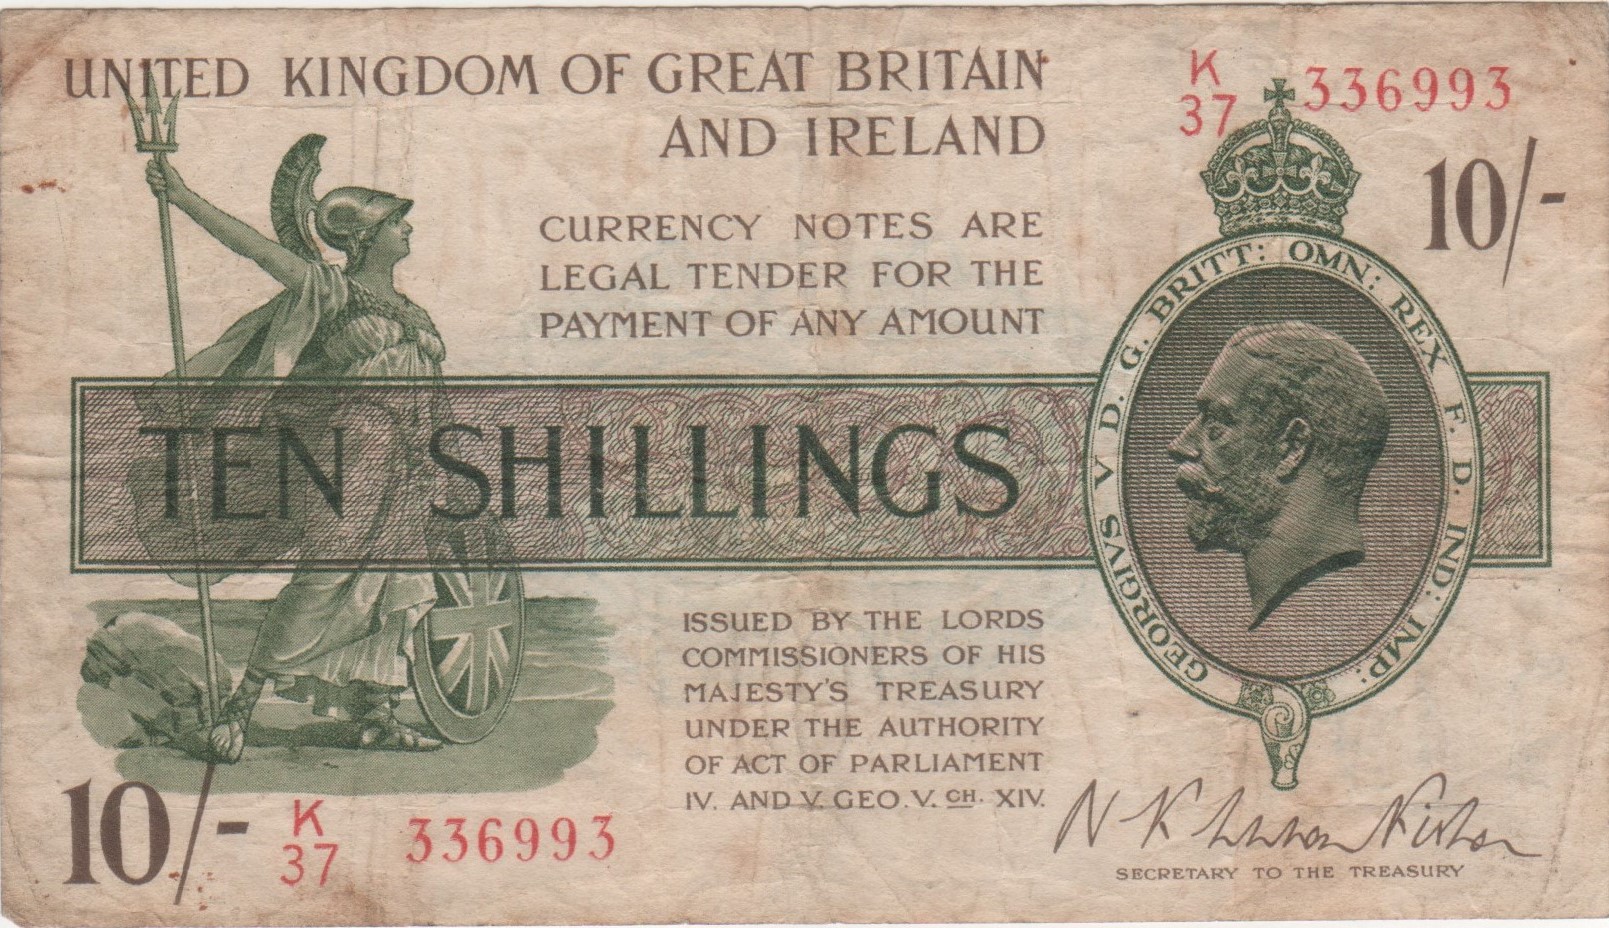 UNITED KINGDOM OF GREAT BRITAIN
AND IRELAND
K
37
336993
10/-
CURRENCY NOTES ARE
LEGAL TENDER FOR THE
PAYMENT OF ANY AMOUNT
GEORGIVS V D. G. BRITT: OMN: REX F. D. IND: IMP:
TEN SHILLINGS
ISSUED BY THE LORDS
COMMISSIONERS OF HIS
MAJESTY'S TREASURY
UNDER THE AUTHORITY
OF ACT OF PARLIAMENT
IV. AND V. GEO. V. CH. XIV.
10/-
K
37
336993
SECRETARY TO THE TREASURY